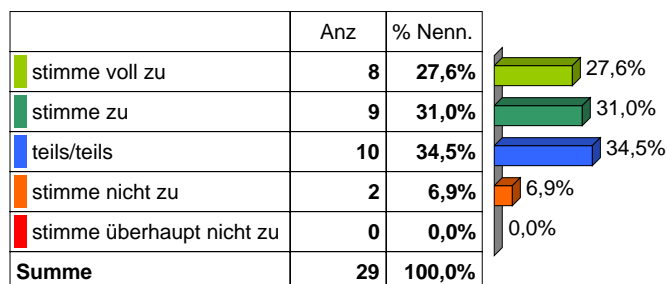 Anz % Nenn.
stimme voll zu 8 27,6% 27,6%
stimme zu 9 31,0% 31,0%
teils/teils 10 34,5% 34,5%
stimme nicht zu 2 6,9% 6,9%
stimme überhaupt nicht zu 0 0,0% 0,0%
Summe 29 100,0%